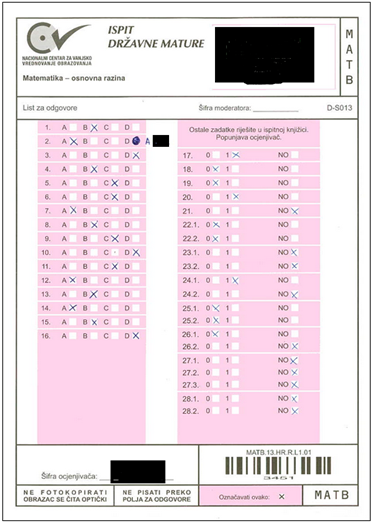 ISPIT
DRŽAVNE MATURE
NACIONALNI CENTAR ZA VANJSKO
VREDNOVANJE OBRAZOVANJA
Matematika – osnovna razina
M
A
T
B
List za odgovore
Šifra moderatora:
D-S013
1. A B C D
2. A B C D A
3. A B C D
4. A B C D
5. A B C D
6. A B C D
7. A B C D
8. A B C D
9. A B C D
10. A B C D
11. A B C D
12. A B C D
13. A B C D
14. A B C D
15. A B C D
16. A B C D
Ostale zadatke riješite u ispitnoj knjižici.
Popunjava ocjenjivač.
17. 0 1 NO
18. 0 1 NO
19. 0 1 NO
20. 0 1 NO
21. 0 1 NO
22.1. 0 1 NO
22.2. 0 1 NO
23.1. 0 1 NO
23.2. 0 1 NO
24.1. 0 1 NO
24.2. 0 1 NO
25.1. 0 1 NO
25.2. 0 1 NO
26.1. 0 1 NO
26.2. 0 1 NO
27.1. 0 1 NO
27.2. 0 1 NO
27.3. 0 1 NO
28.1. 0 1 NO
28.2. 0 1 NO
Šifra ocjenjivača:
MATB.13.HR.R.L1.01
3451
NE FOTOKOPIRATI
OBRAZAC SE ČITA OPTIČKI
NE PISATI PREKO
POLJA ZA ODGOVORE
Označavati ovako:
MATB